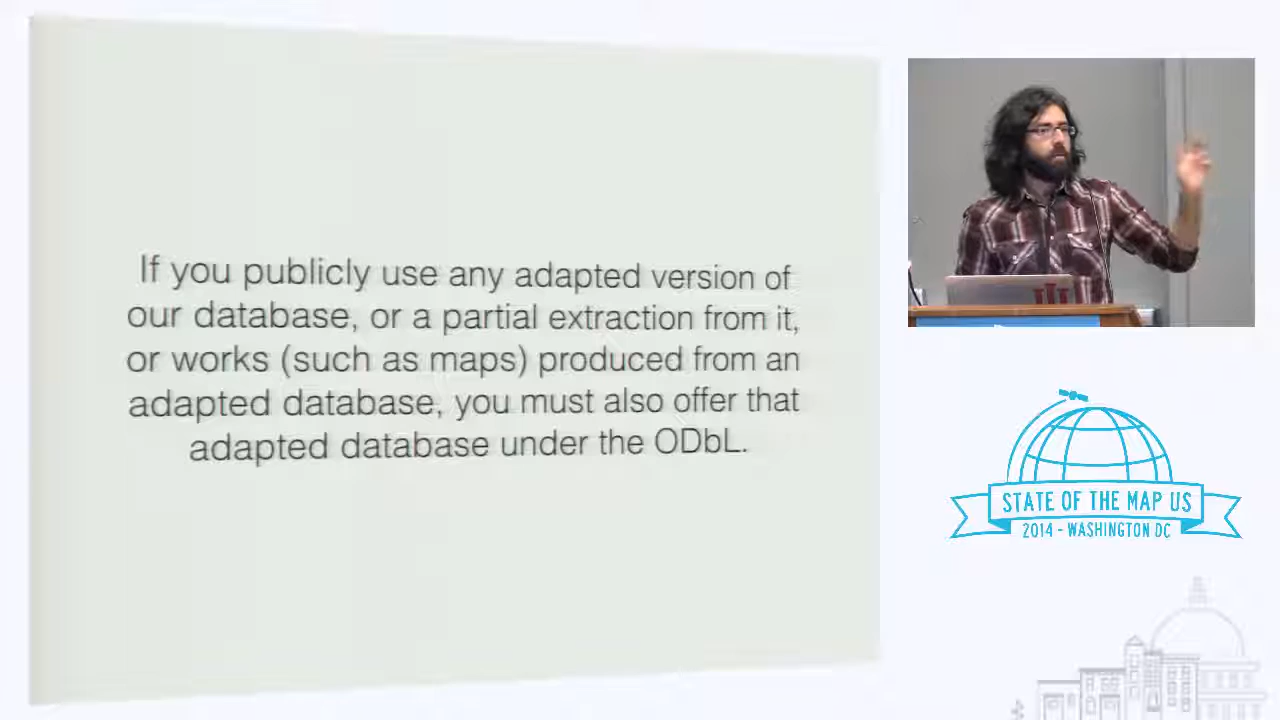 If you publicly use any adapted version of
our database, or a partial extraction from it,
or works (such as maps) produced from an
adapted database, you must also offer that
adapted database under the ODbL.
STATE OF THE MAP US
2014 - WASHINGTON DC